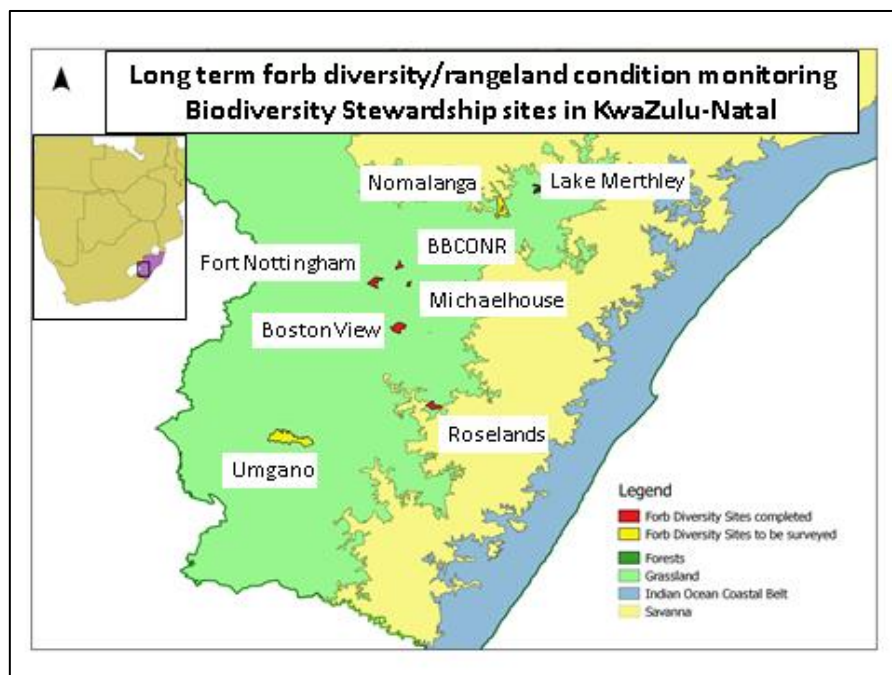 Long term forb diversity/rangeland condition monitoring
Biodiversity Stewardship sites in KwaZulu-Natal
Nomalanga
Lake Merthley
BBCONR
Fort Nottingham
Michaelhouse
Boston View
Roselands
Umgano
Legend
Forb Diversity Sites completed
Forb Diversity Sites to be surveyed
Forests
Grassland
Indian Ocean Coastal Belt
Savanna